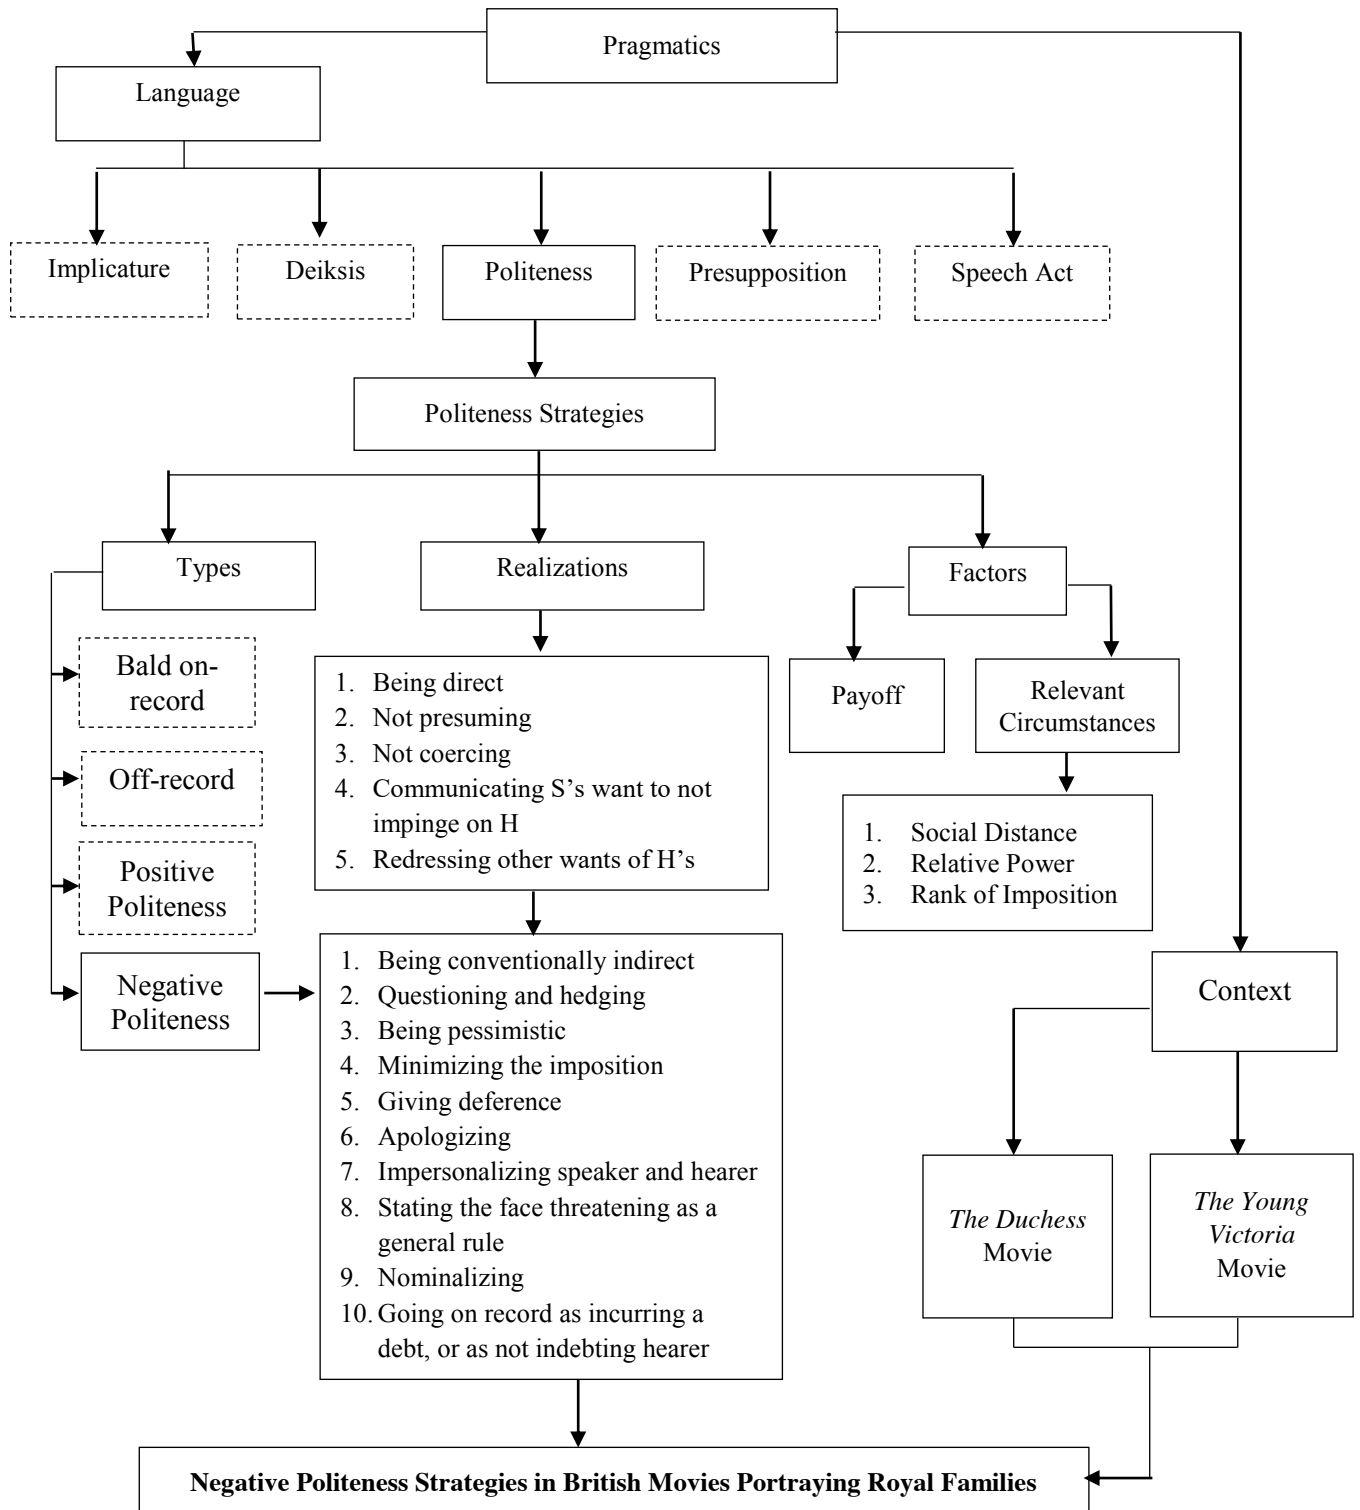 Pragmatics
Language
Implicature
Deiksis
Politeness
Presupposition
Speech Act
Politeness Strategies
Types
Realizations
Factors
Bald on-
record
Off-record
Positive
Politeness
Negative
Politeness
1. Being direct
2. Not presuming
3. Not coercing
4. Communicating S’s want to not
impinge on H
5. Redressing other wants of H’s
Payoff
Relevant
Circumstances
1. Social Distance
2. Relative Power
3. Rank of Imposition
1. Being conventionally indirect
2. Questioning and hedging
3. Being pessimistic
4. Minimizing the imposition
5. Giving deference
6. Apologizing
7. Impersonalizing speaker and hearer
8. Stating the face threatening as a
general rule
9. Nominalizing
10. Going on record as incurring a
debt, or as not indebting hearer
Context
The Duchess
Movie
The Young
Victoria
Movie
Negative Politeness Strategies in British Movies Portraying Royal Families